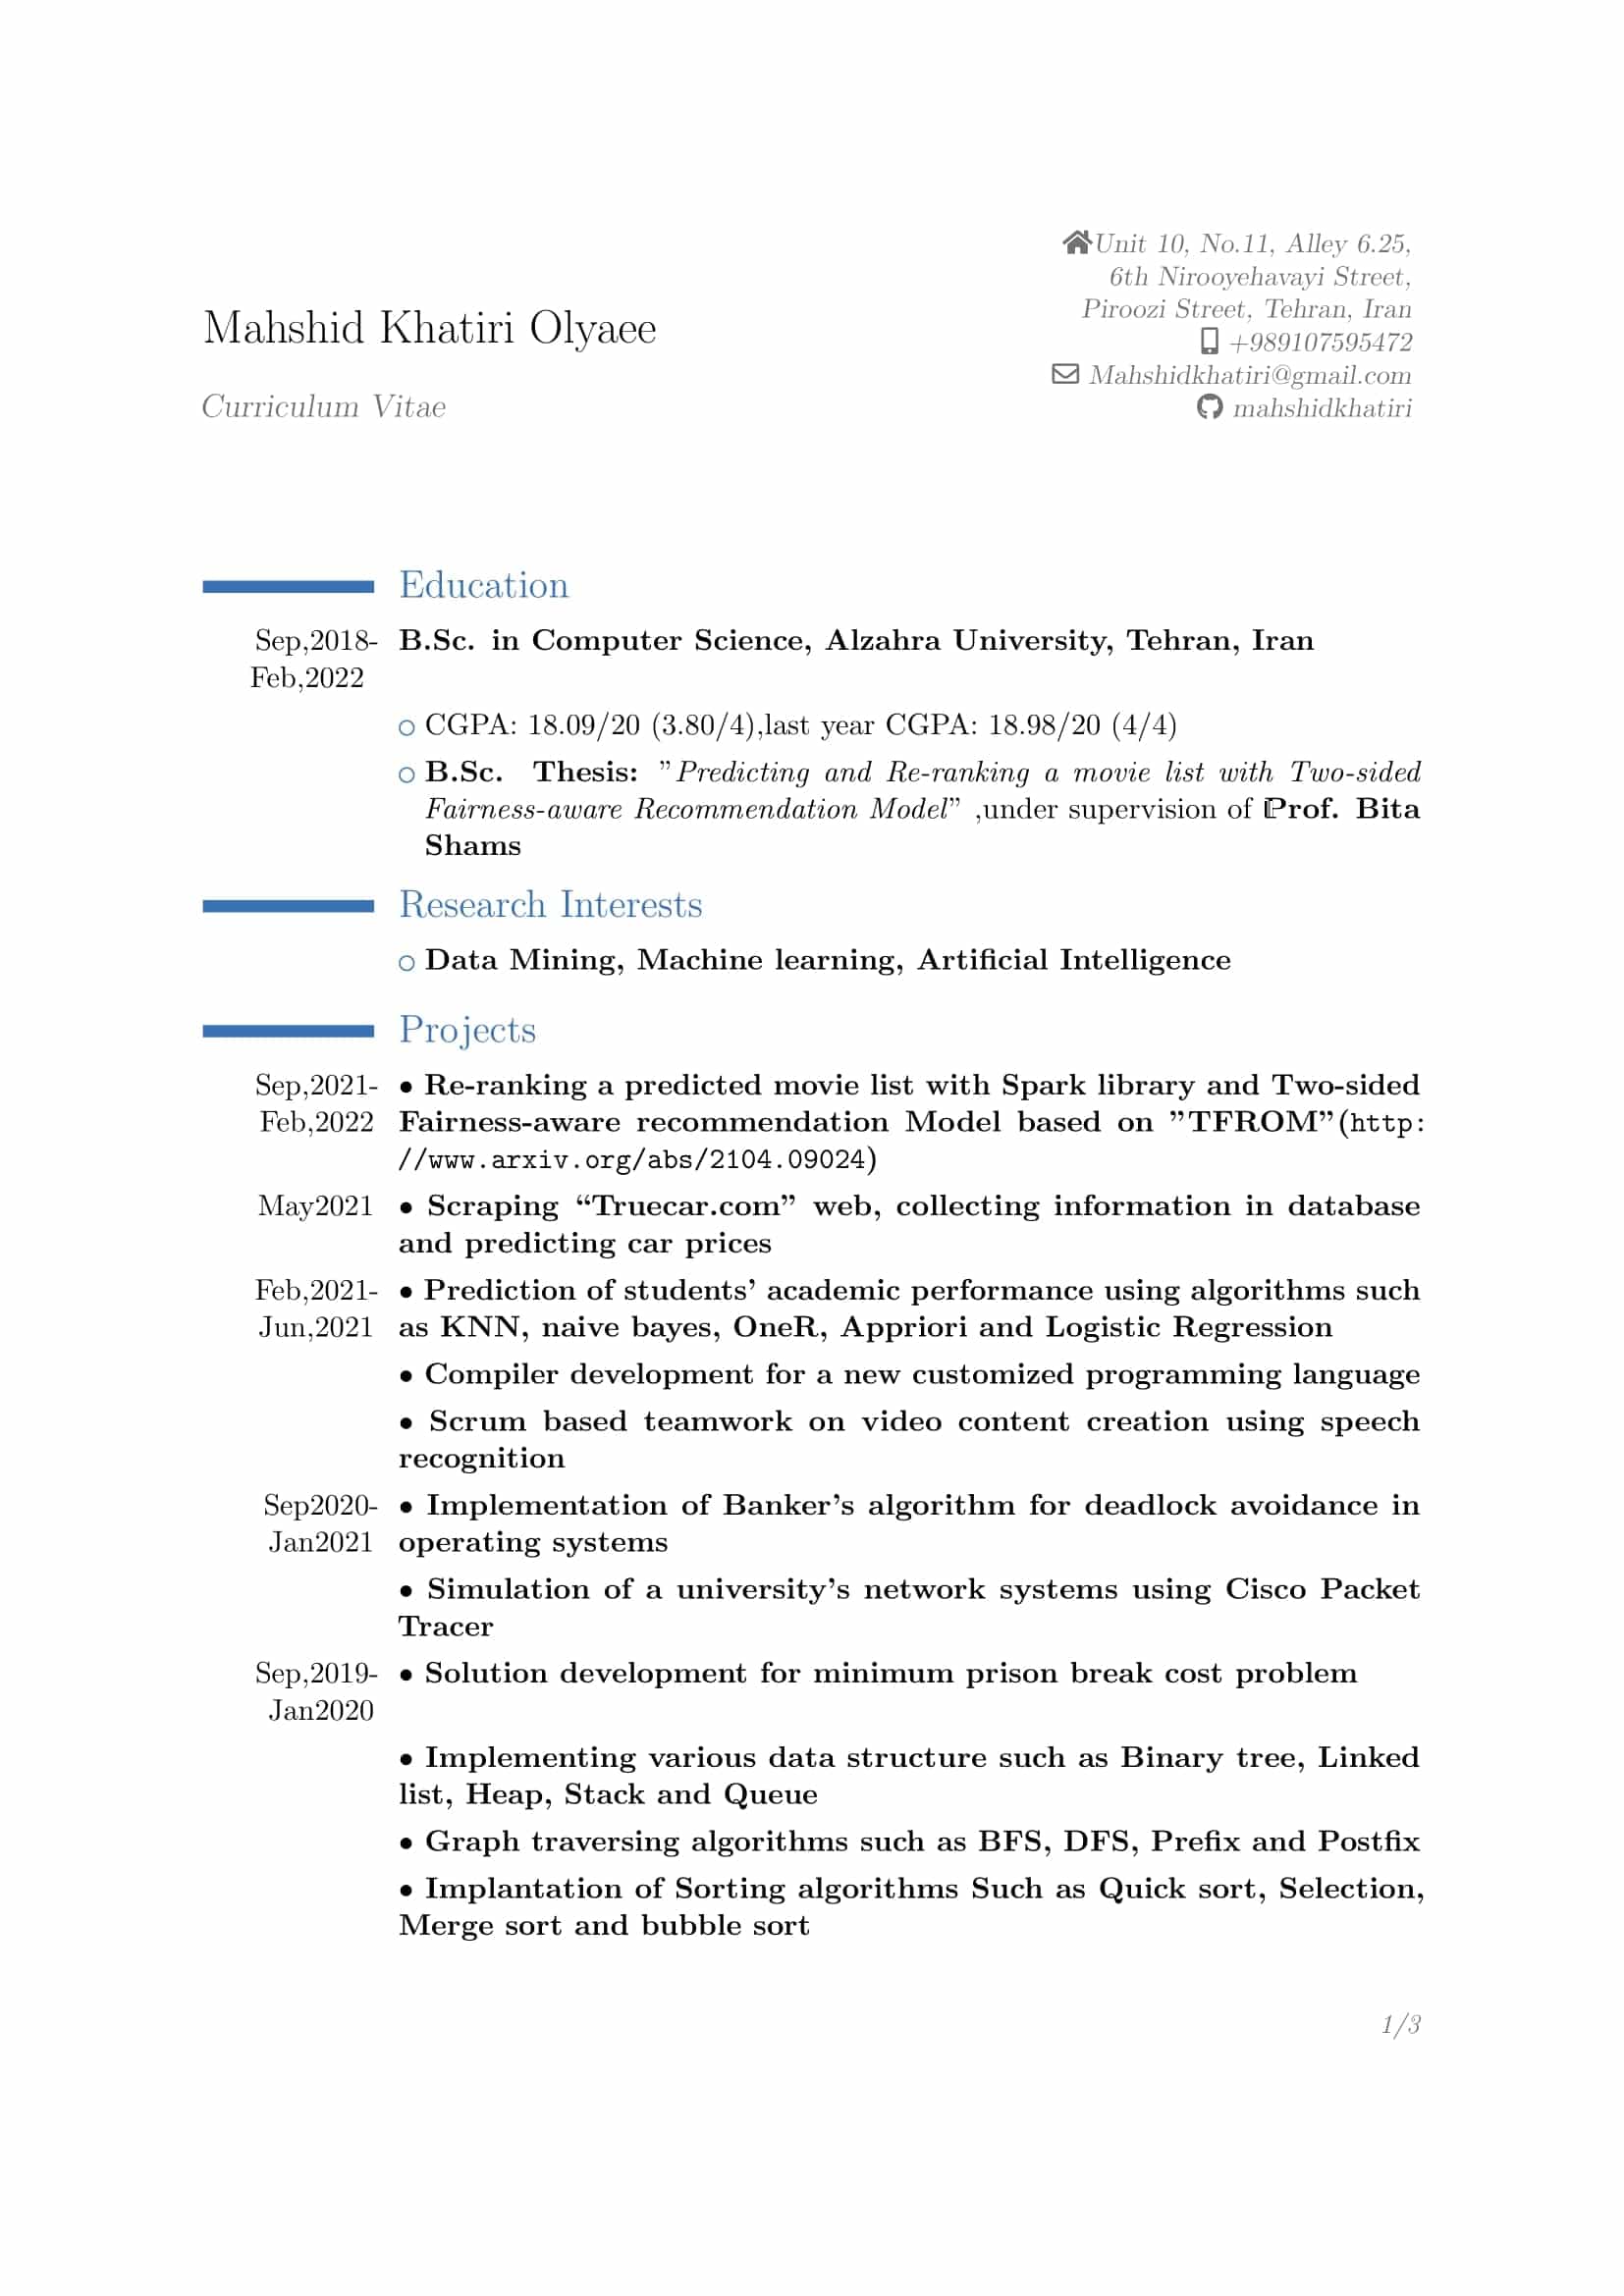 Mahshid Khatiri Olyaee
Curriculum Vitae
Unit 10, No.11, Alley 6.25,
6th Nirooyehavayi Street,
Piroozi Street, Tehran, Iran
+989107595472
Mahshidkhatiri@gmail.com
mahshidkhatiri
Education
Sep,2018- B.Sc. in Computer Science, Alzahra University, Tehran, Iran
Feb,2022
○ CGPA: 18.09/20 (3.80/4),last year CGPA: 18.98/20 (4/4)
○ B.Sc. Thesis: ”Predicting and Re-ranking a movie list with Two-sided
Fairness-aware Recommendation Model” ,under supervision of Prof. Bita
Shams
Research Interests
○ Data Mining, Machine learning, Artificial Intelligence
Projects
Sep,2021- • Re-ranking a predicted movie list with Spark library and Two-sided
Feb,2022 Fairness-aware recommendation Model based on ”TFROM”(http:
//www.arxiv.org/abs/2104.09024)
May2021 • Scraping “Truecar.com” web, collecting information in database
and predicting car prices
Feb,2021- • Prediction of students’ academic performance using algorithms such
Jun,2021 as KNN, naive bayes, OneR, Appriori and Logistic Regression
• Compiler development for a new customized programming language
• Scrum based teamwork on video content creation using speech
recognition
Sep2020- • Implementation of Banker’s algorithm for deadlock avoidance in
Jan2021 operating systems
• Simulation of a university’s network systems using Cisco Packet
Tracer
Sep,2019- • Solution development for minimum prison break cost problem
Jan2020
• Implementing various data structure such as Binary tree, Linked
list, Heap, Stack and Queue
• Graph traversing algorithms such as BFS, DFS, Prefix and Postfix
• Implantation of Sorting algorithms Such as Quick sort, Selection,
Merge sort and bubble sort
1/3